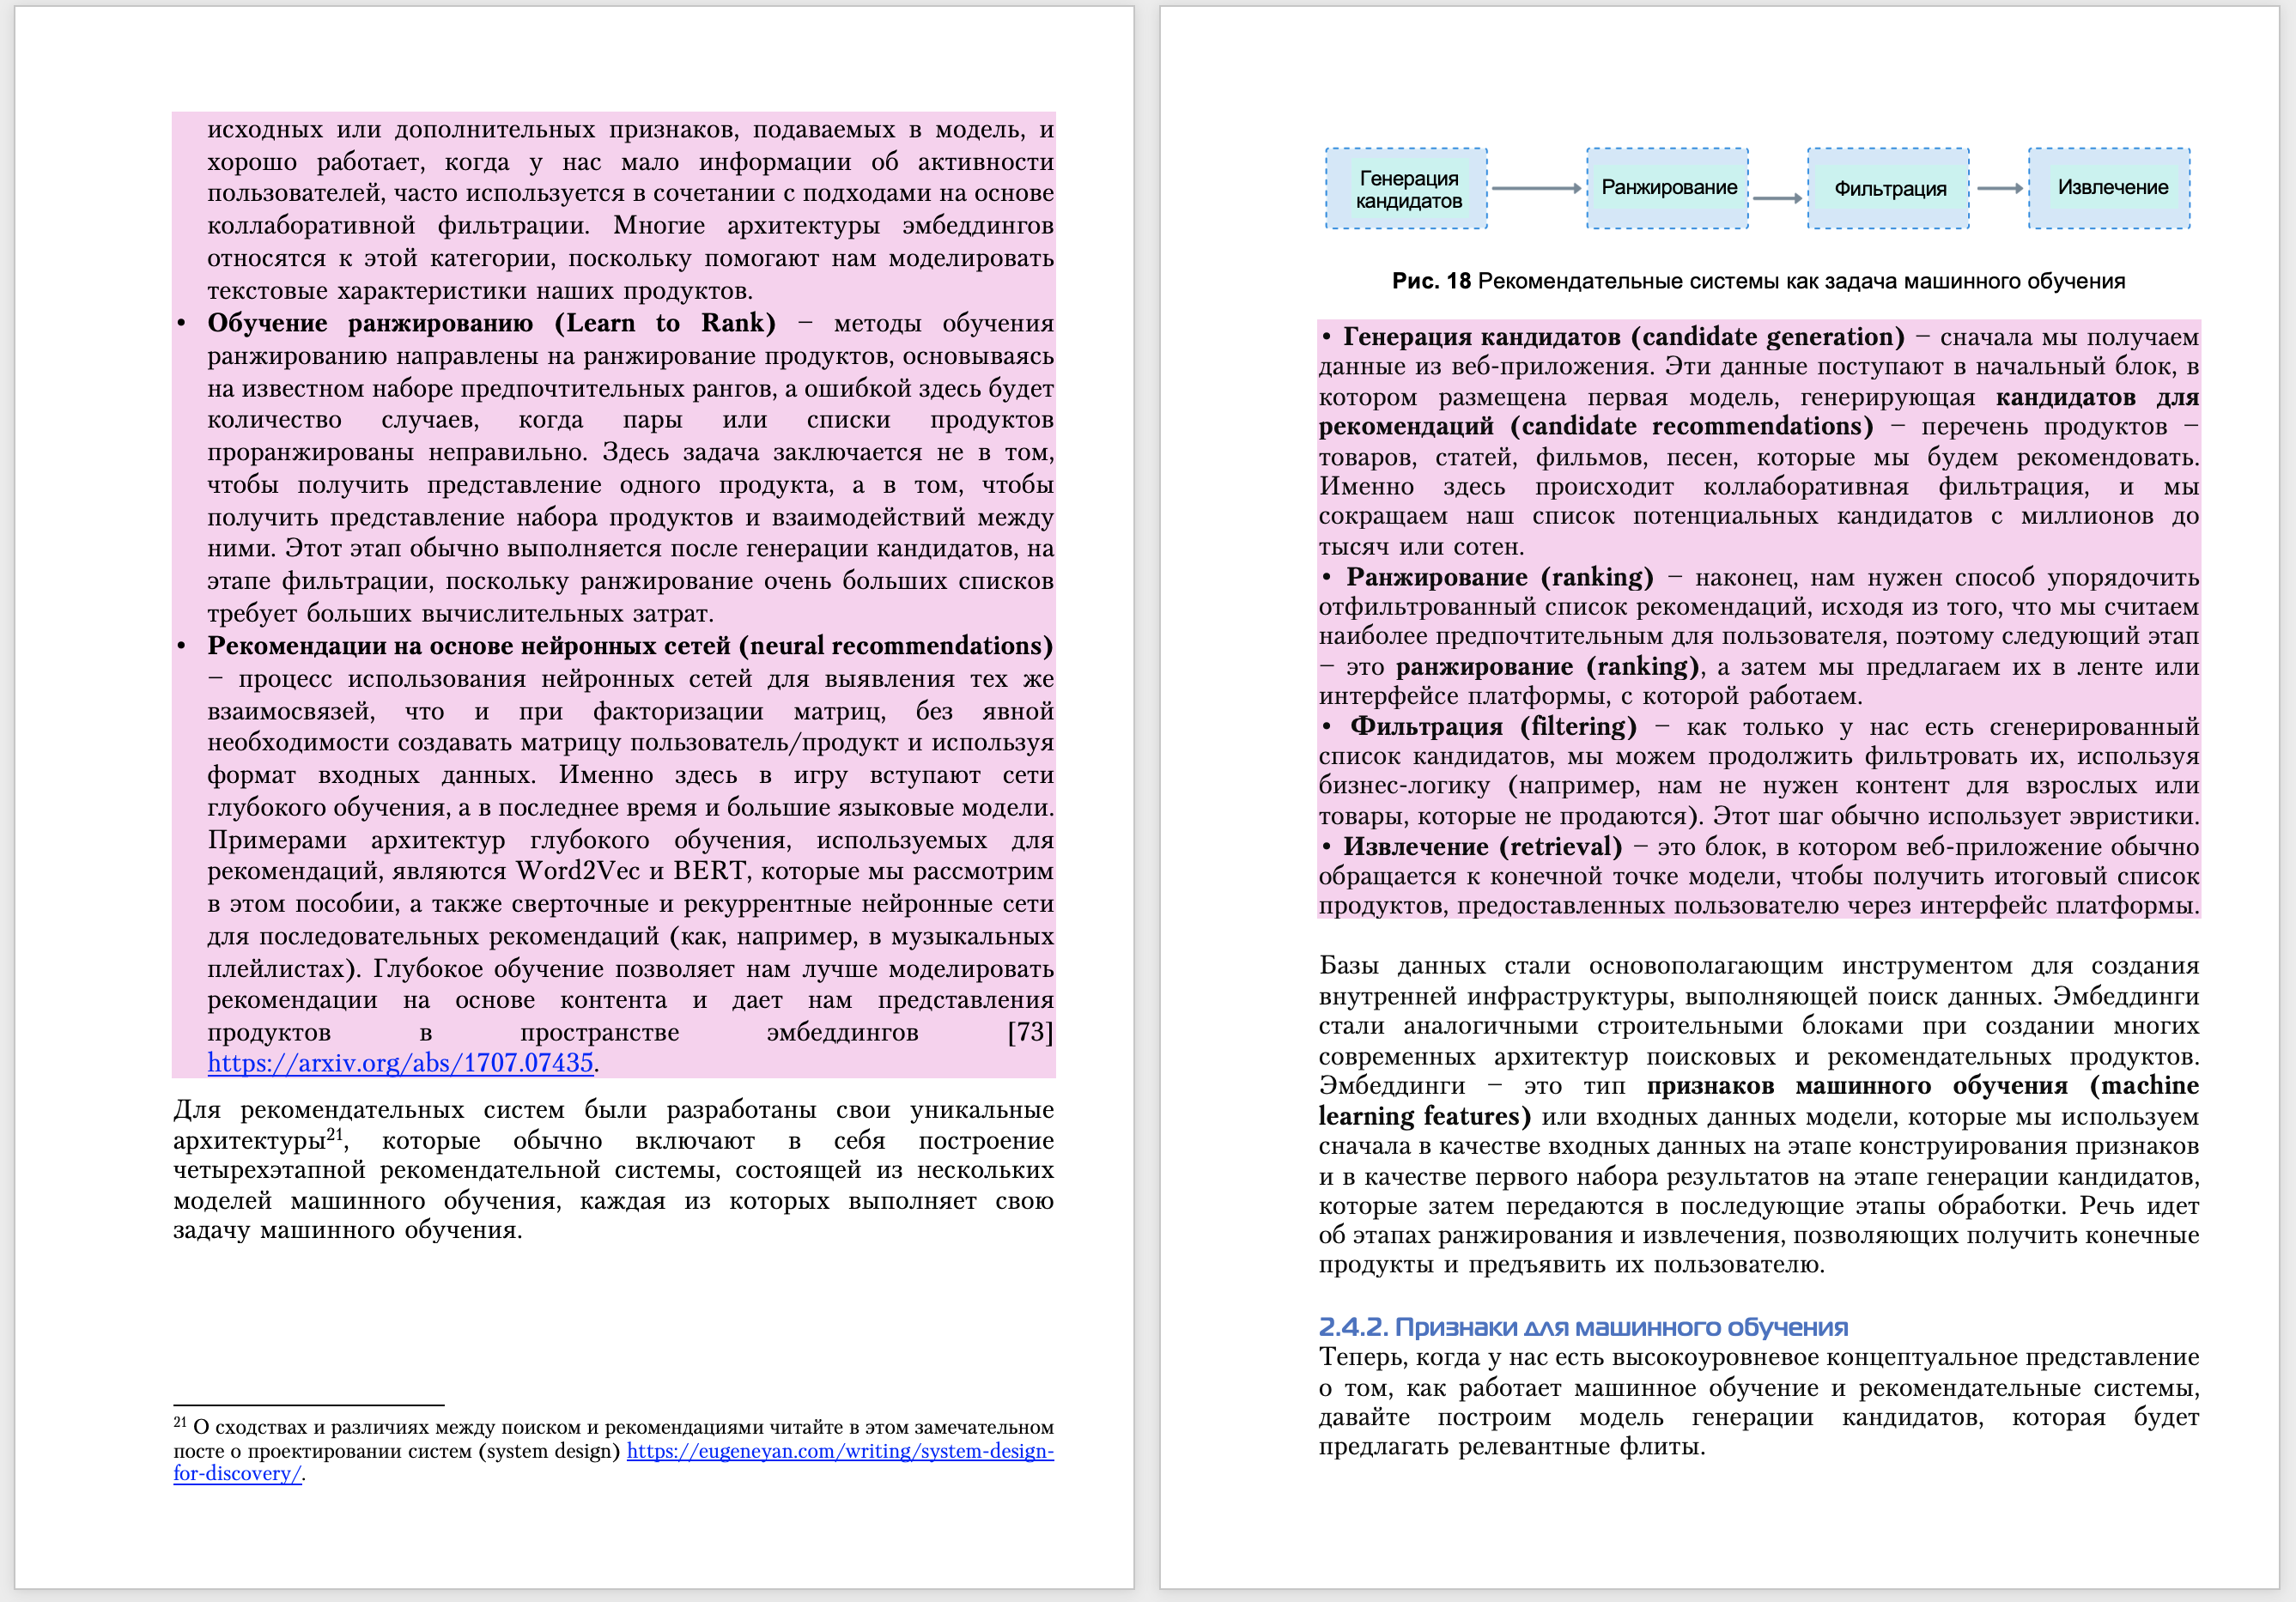 исходных или дополнительных признаков, подаваемых в модель, и
хорошо работает, когда у нас мало информации об активности
пользователей, часто используется в сочетании с подходами на основе
коллаборативной фильтрации. Многие архитектуры эмбеддингов
относятся к этой категории, поскольку помогают нам моделировать
текстовые характеристики наших продуктов.
• Обучение ранжированию (Learn to Rank) – методы обучения
ранжированию направлены на ранжирование продуктов, основываясь
на известном наборе предпочтительных рангов, а ошибкой здесь будет
количество случаев, когда пары или списки продуктов
проранжированы неправильно. Здесь задача заключается не в том,
чтобы получить представление одного продукта, а в том, чтобы
получить представление набора продуктов и взаимодействий между
ними. Этот этап обычно выполняется после генерации кандидатов, на
этапе фильтрации, поскольку ранжирование очень больших списков
требует больших вычислительных затрат.
• Рекомендации на основе нейронных сетей (neural recommendations)
– процесс использования нейронных сетей для выявления тех же
взаимосвязей, что и при факторизации матриц, без явной
необходимости создавать матрицу пользователь/продукт и используя
формат входных данных. Именно здесь в игру вступают сети
глубокого обучения, а в последнее время и большие языковые модели.
Примерами архитектур глубокого обучения, используемых для
рекомендаций, являются Word2Vec и BERT, которые мы рассмотрим
в этом пособии, а также сверточные и рекуррентные нейронные сети
для последовательных рекомендаций (как, например, в музыкальных
плейлистах). Глубокое обучение позволяет нам лучше моделировать
рекомендации на основе контента и дает нам представления
продуктов в пространстве эмбеддингов [73]
https://arxiv.org/abs/1707.07435.
Для рекомендательных систем были разработаны свои уникальные
архитектуры21, которые обычно включают в себя построение
четырехэтапной рекомендательной системы, состоящей из нескольких
моделей машинного обучения, каждая из которых выполняет свою
задачу машинного обучения.
21 О сходствах и различиях между поиском и рекомендациями читайте в этом замечательном
посте о проектировании систем (system design) https://eugeneyan.com/writing/system-design-
for-discovery/.
Генерация
кандидатов
Ранжирование
Фильтрация
Извлечение
Рис. 18 Рекомендательные системы как задача машинного обучения
• Генерация кандидатов (candidate generation) – сначала мы получаем
данные из веб-приложения. Эти данные поступают в начальный блок, в
котором размещена первая модель, генерирующая кандидатов для
рекомендаций (candidate recommendations) – перечень продуктов –
товаров, статей, фильмов, песен, которые мы будем рекомендовать.
Именно здесь происходит коллаборативная фильтрация, и мы
сокращаем наш список потенциальных кандидатов с миллионов до
тысяч или сотен.
• Ранжирование (ranking) – наконец, нам нужен способ упорядочить
отфильтрованный список рекомендаций, исходя из того, что мы считаем
наиболее предпочтительным для пользователя, поэтому следующий этап
– это ранжирование (ranking), а затем мы предлагаем их в ленте или
интерфейсе платформы, с которой работаем.
• Фильтрация (filtering) – как только у нас есть сгенерированный
список кандидатов, мы можем продолжить фильтровать их, используя
бизнес-логику (например, нам не нужен контент для взрослых или
товары, которые не продаются). Этот шаг обычно использует эвристики.
• Извлечение (retrieval) – это блок, в котором веб-приложение обычно
обращается к конечной точке модели, чтобы получить итоговый список
продуктов, предоставленных пользователю через интерфейс платформы.
Базы данных стали основополагающим инструментом для создания
внутренней инфраструктуры, выполняющей поиск данных. Эмбеддинги
стали аналогичными строительными блоками при создании многих
современных архитектур поисковых и рекомендательных продуктов.
Эмбеддинги – это тип признаков машинного обучения (machine
learning features) или входных данных модели, которые мы используем
сначала в качестве входных данных на этапе конструирования признаков
и в качестве первого набора результатов на этапе генерации кандидатов,
которые затем передаются в последующие этапы обработки. Речь идет
об этапах ранжирования и извлечения, позволяющих получить конечные
продукты и предъявить их пользователю.
2.4.2. Признаки для машинного обучения
Теперь, когда у нас есть высокоуровневое концептуальное представление
о том, как работает машинное обучение и рекомендательные системы,
давайте построим модель генерации кандидатов, которая будет
предлагать релевантные флиты.